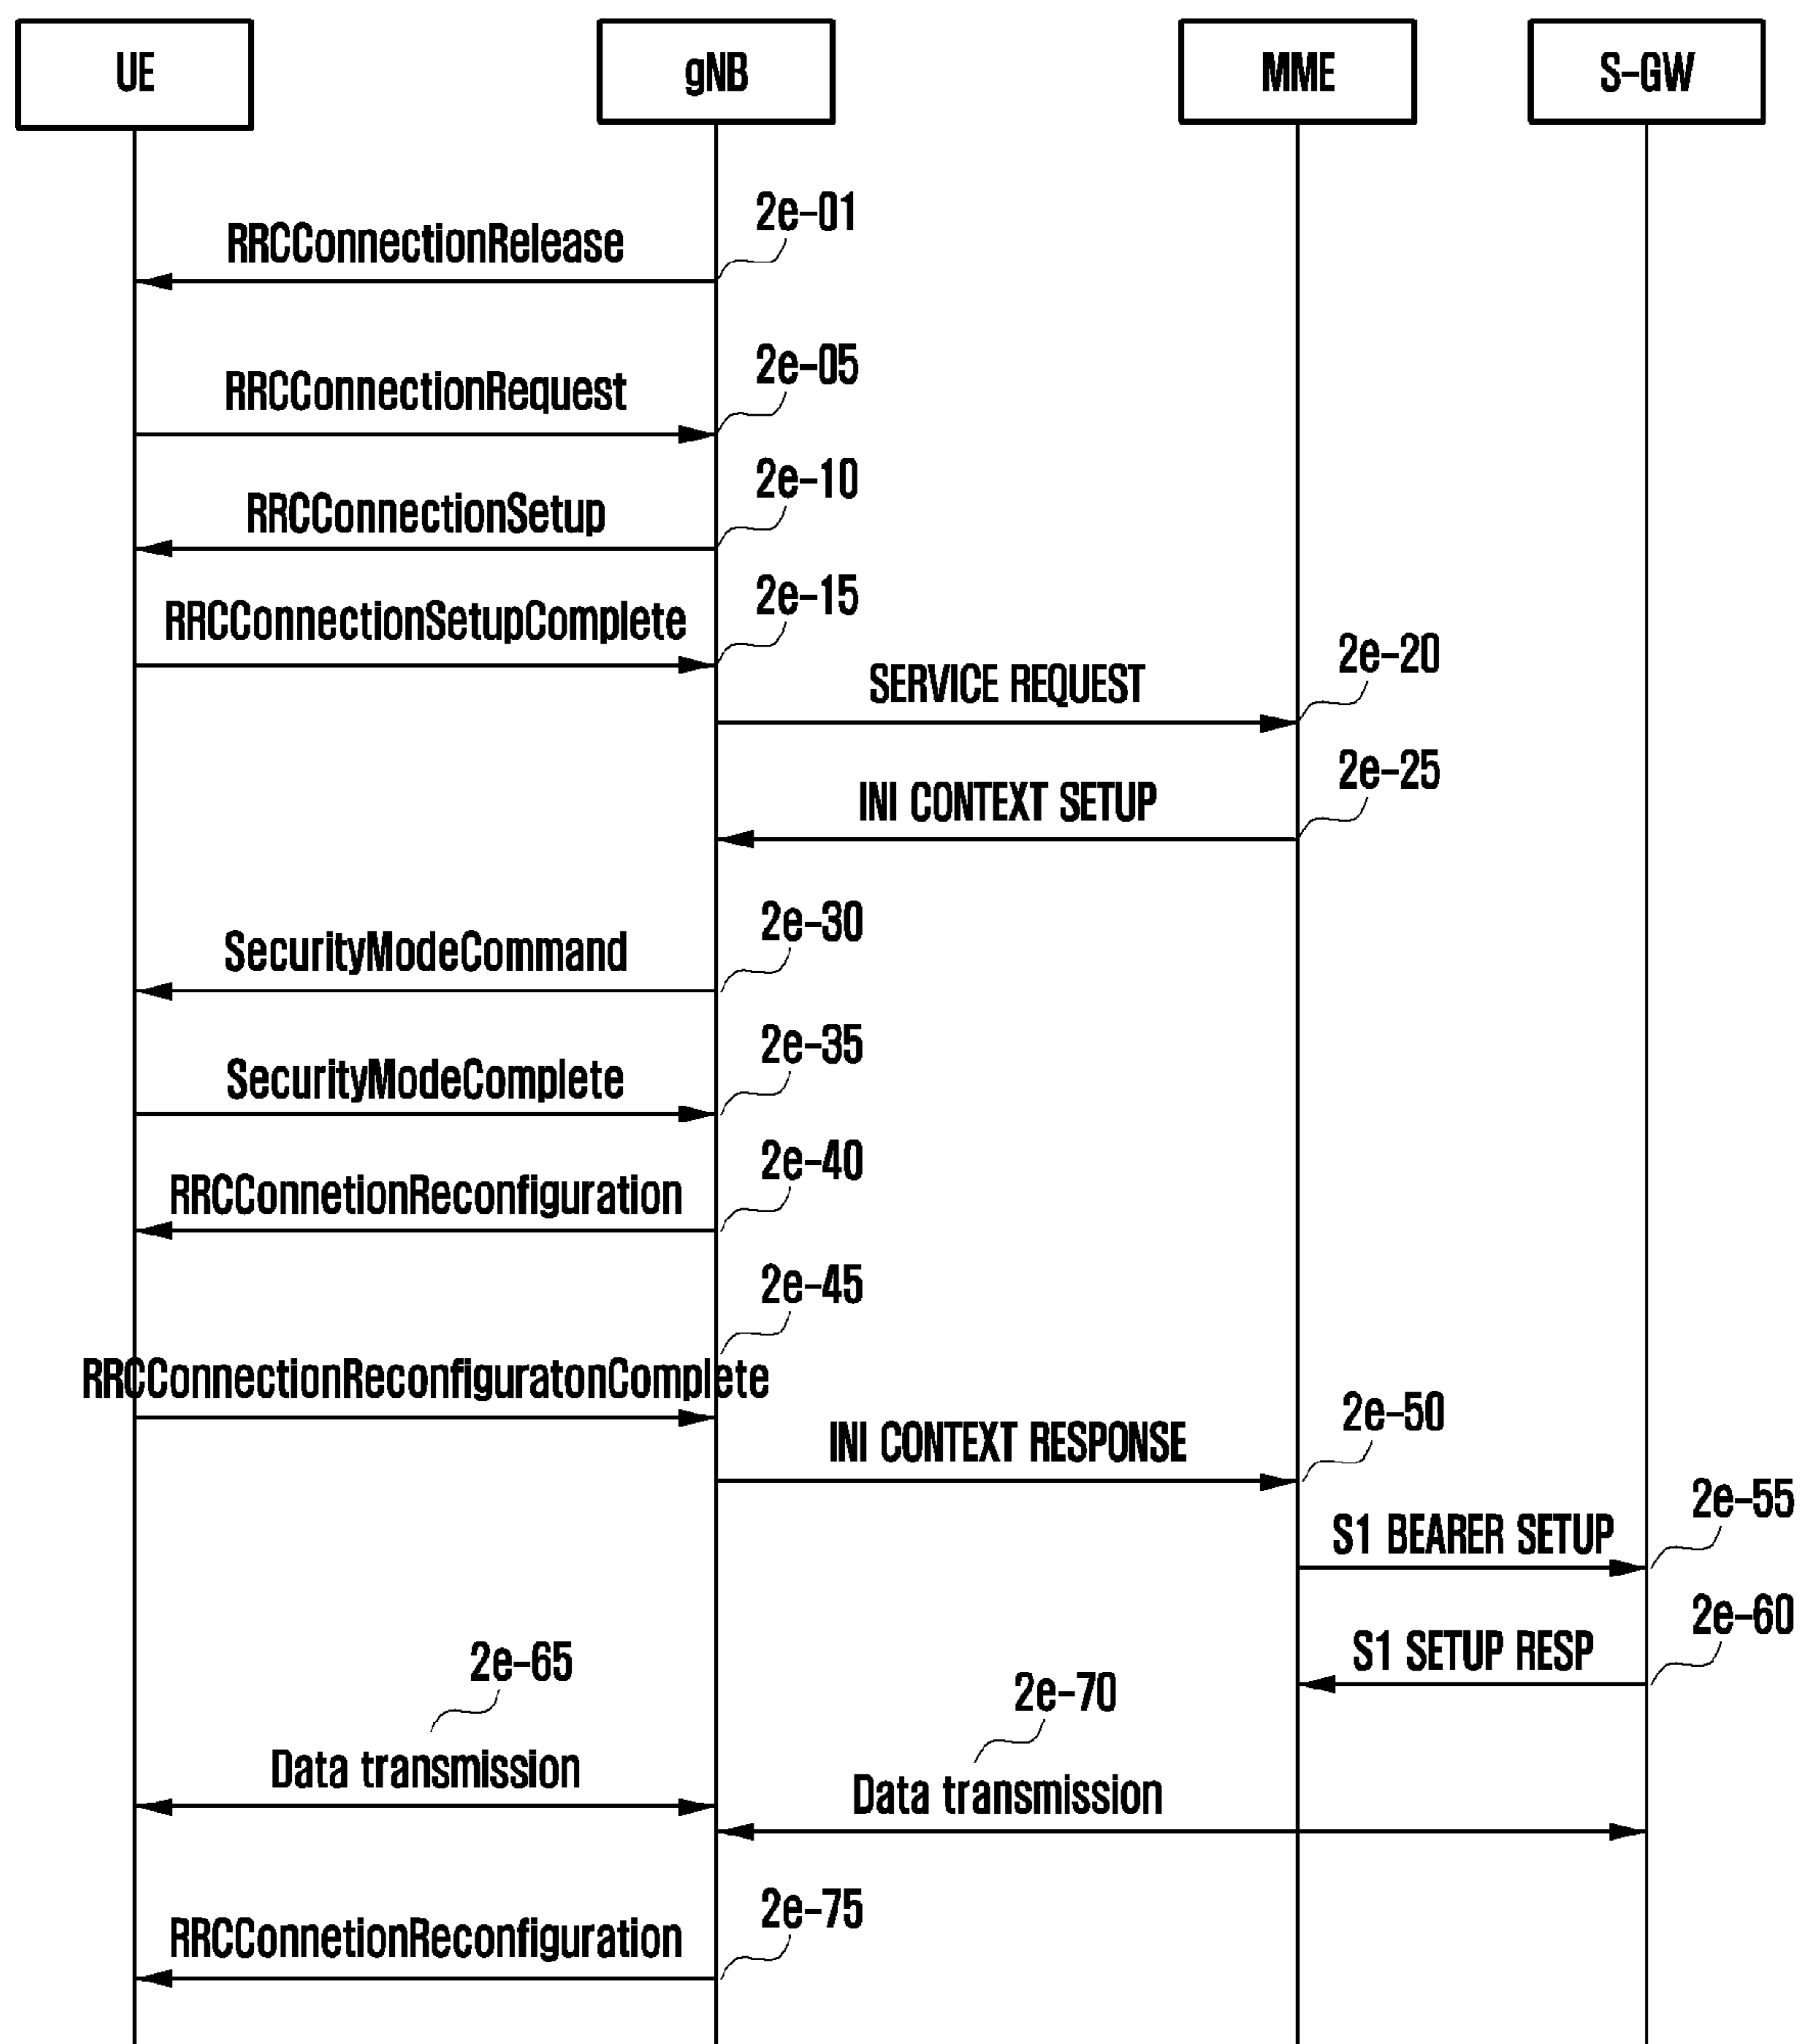 UE
gNB
MME
S-GW
2e-01
RRCConnectionRelease
2e-05
RRCConnectionRequest
2e-10
RRCConnectionSetup
2e-15
RRCConnectionSetupComplete
2e-20
SERVICE REQUEST
2e-25
INI CONTEXT SETUP
2e-30
SecurityModeCommand
2e-35
SecurityModeComplete
2e-40
RRCConnetionReconfiguration
2e-45
RRCConnectionReconfiguratonComplete
2e-50
INI CONTEXT RESPONSE
2e-55
S1 BEARER SETUP
2e-60
S1 SETUP RESP
2e-65
Data transmission
2e-70
Data transmission
2e-75
RRCConnetionReconfiguration